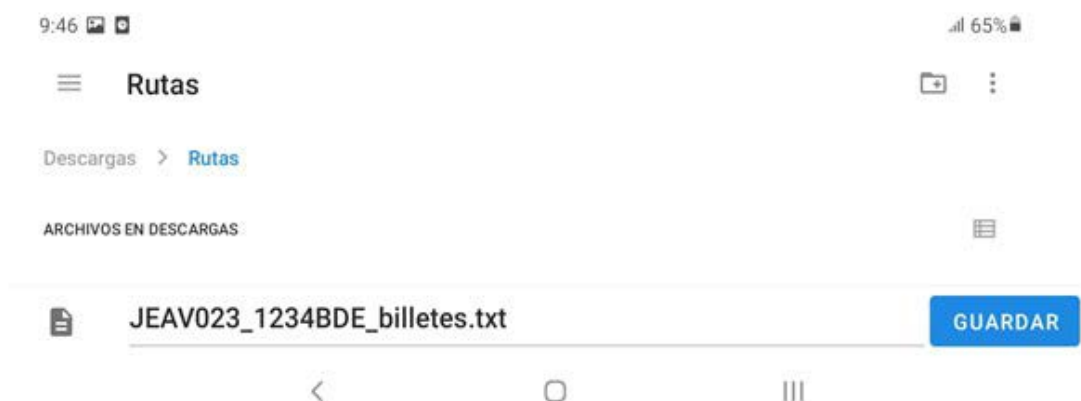 9:46 65%
Rutas
Descargas > Rutas
ARCHIVOS EN DESCARGAS
JEAV023_1234BDE_billetes.txt GUARDAR